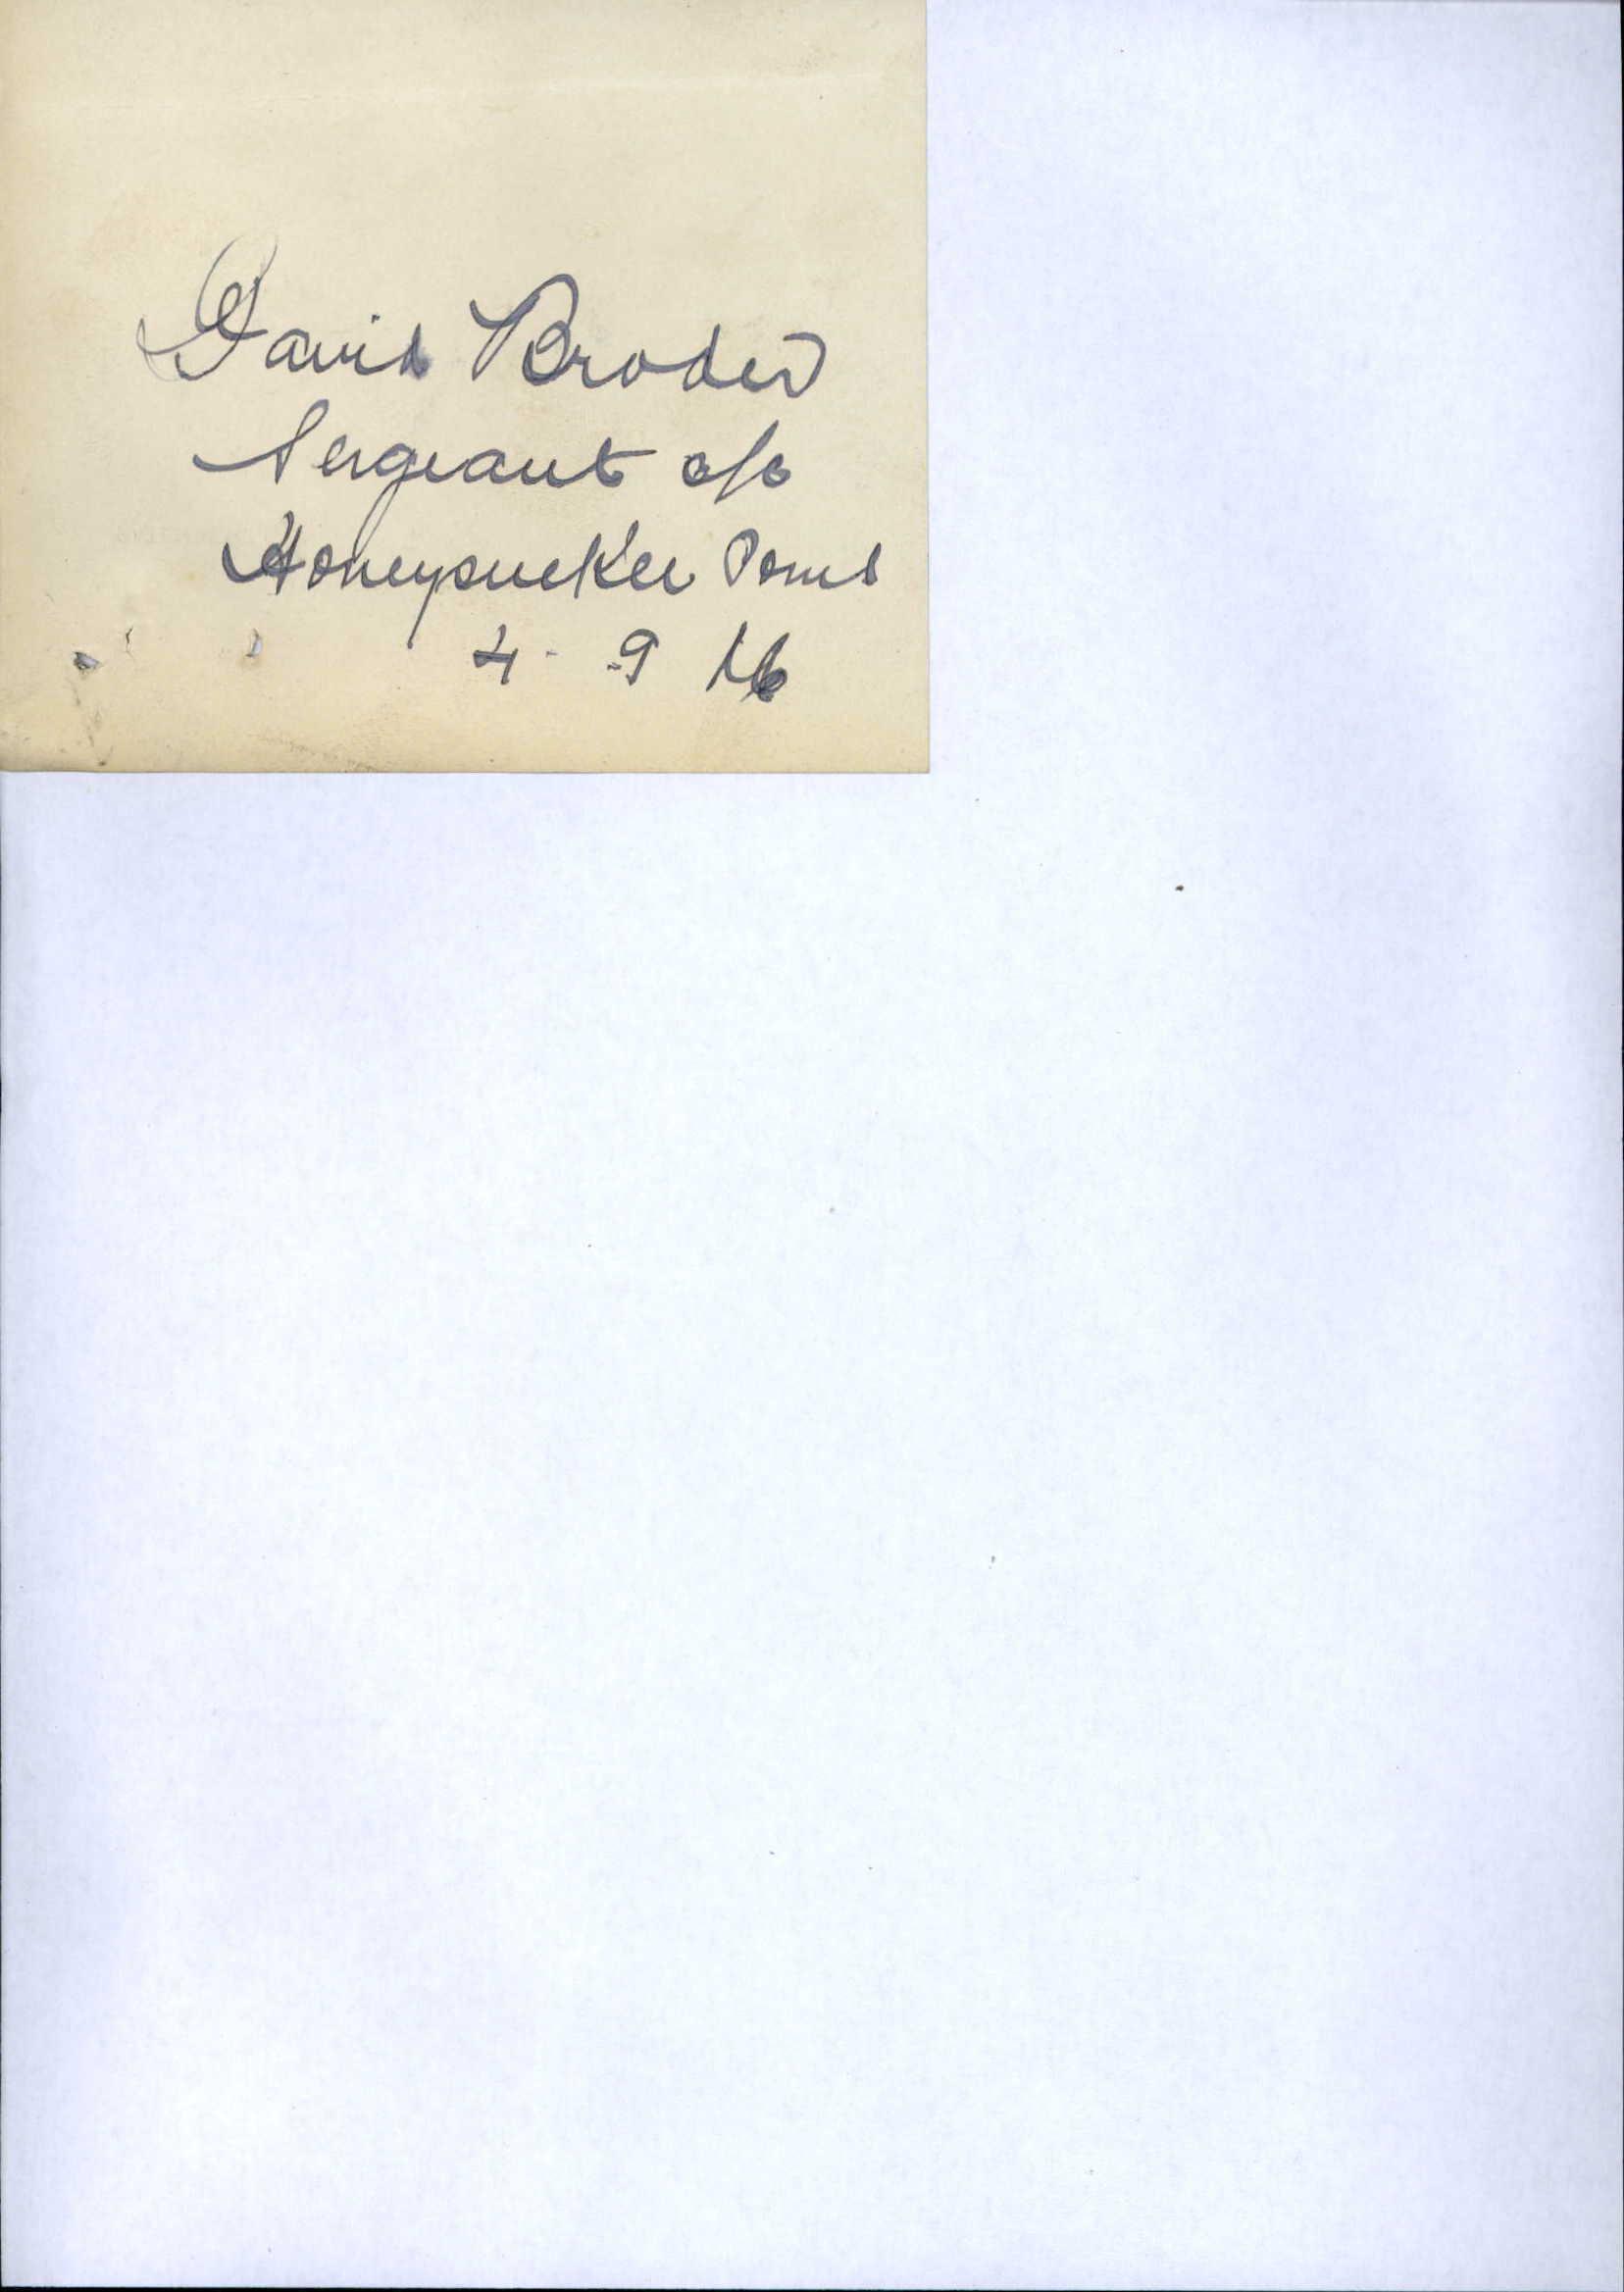 David Broder
Sergeant o/c
Honeysuckle Point
4 - 9 16